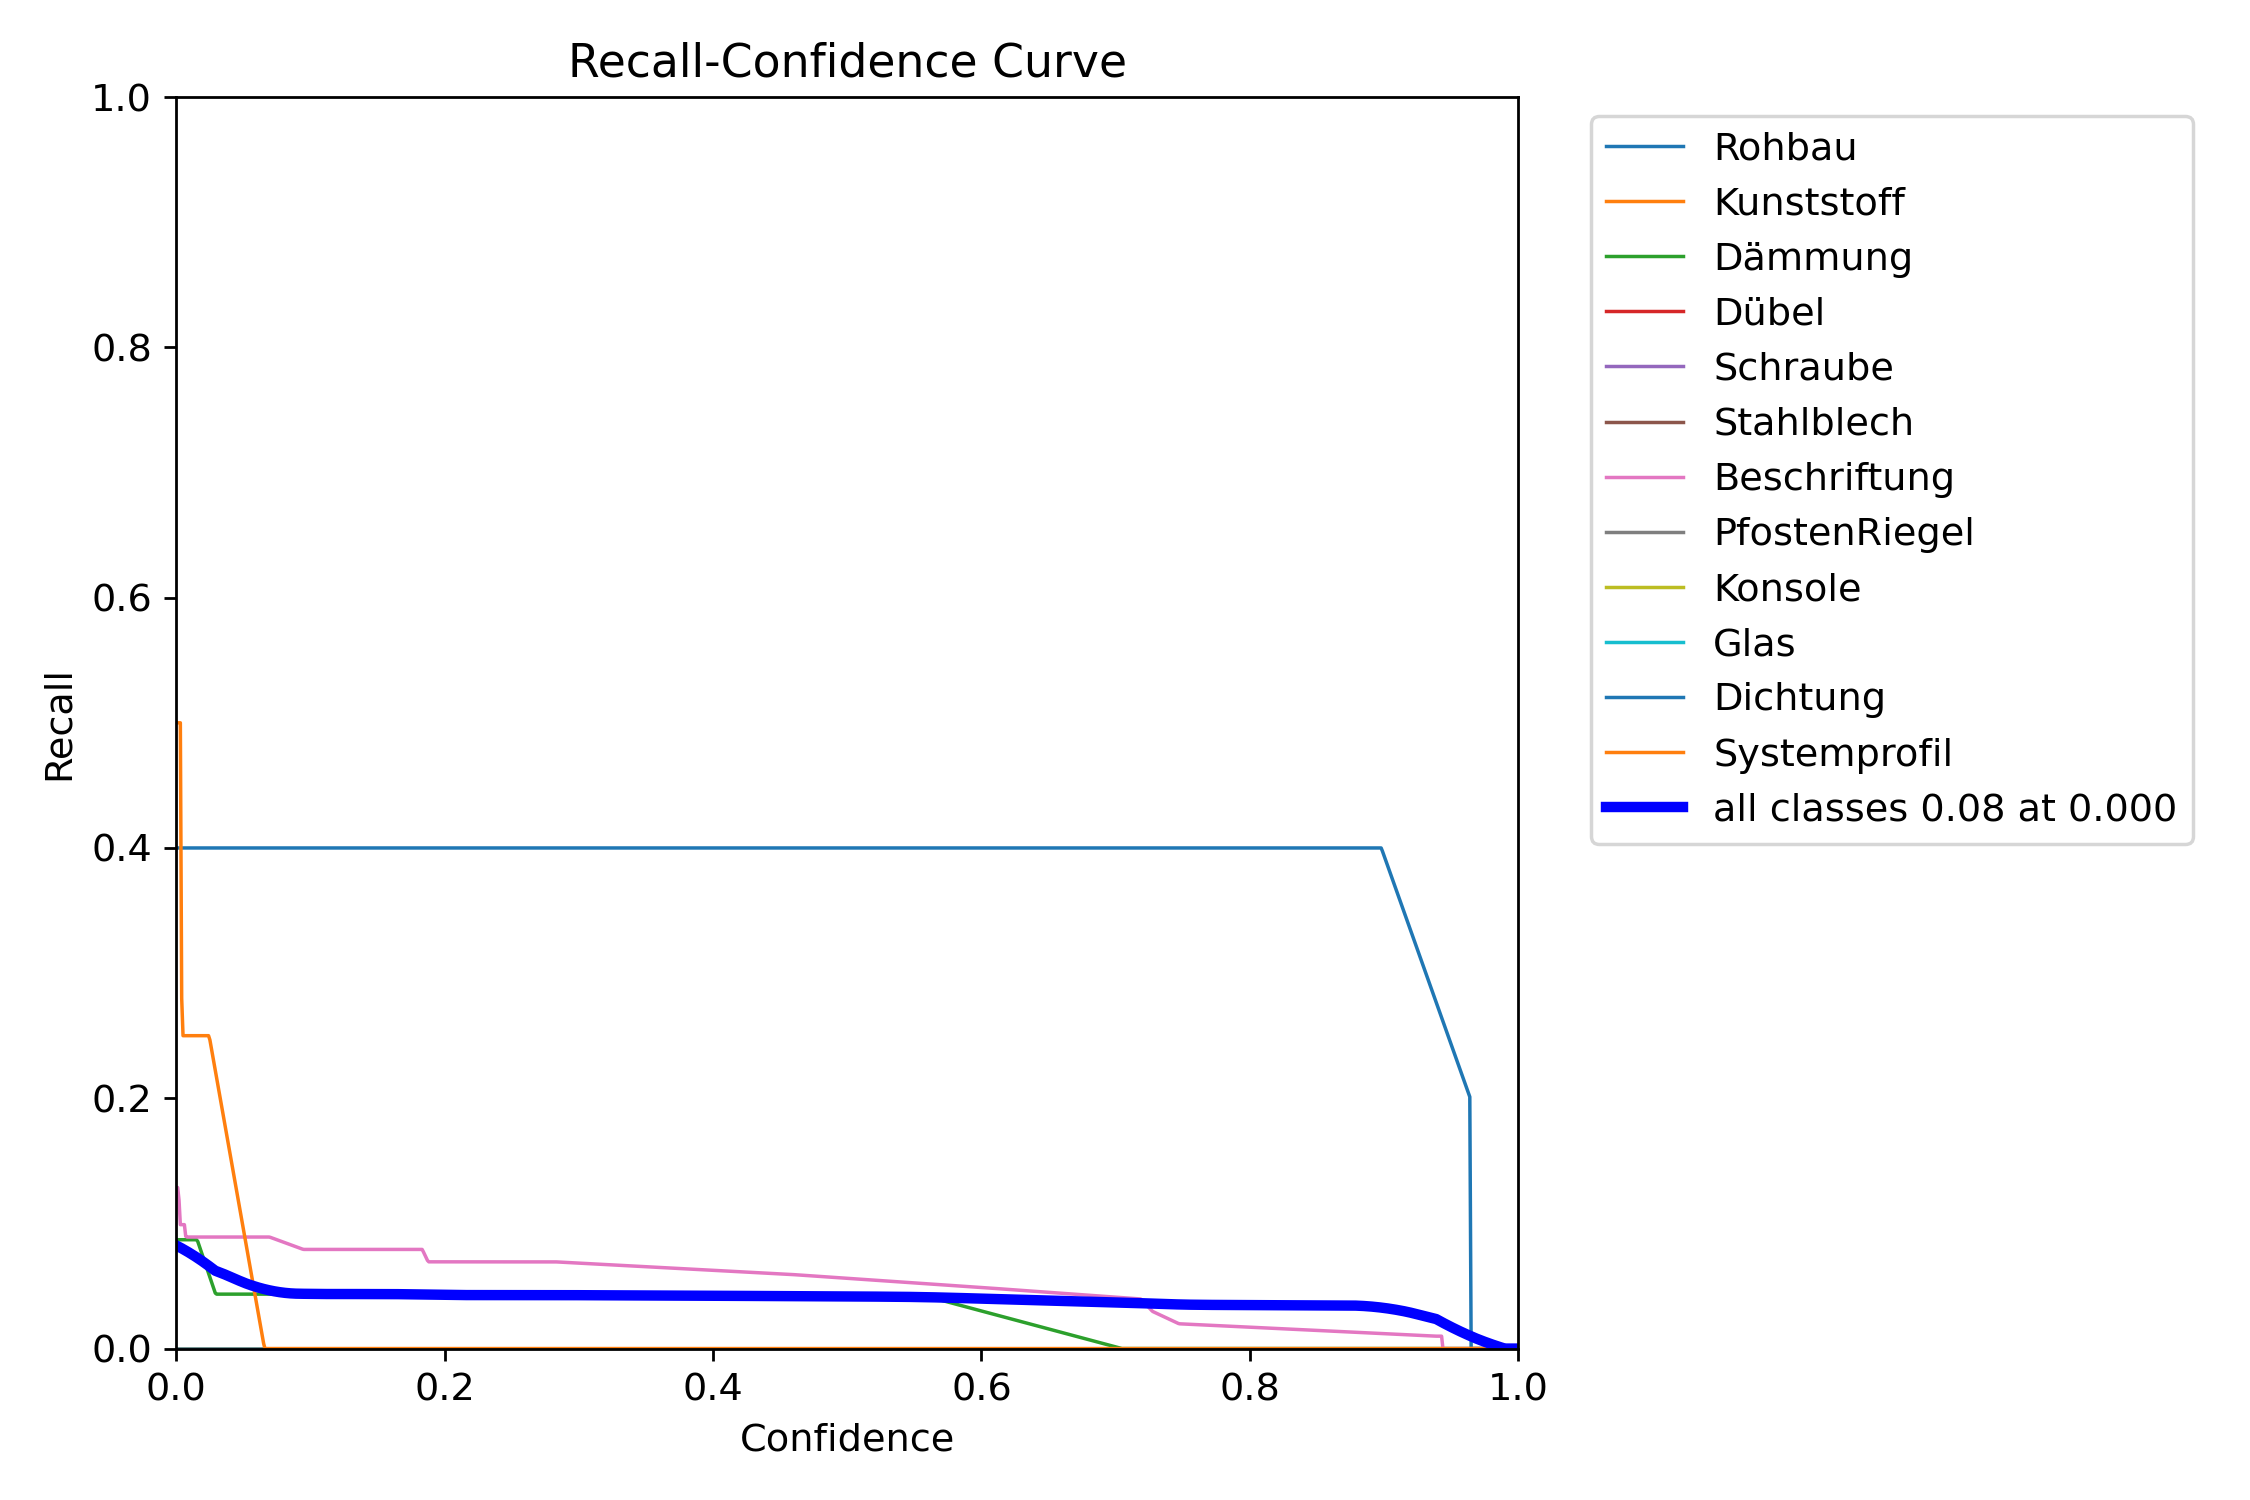 Recall-Confidence Curve
1.0
0.8
0.6
0.4
0.2
0.0
Recall
0.0 0.2 0.4 0.6 0.8 1.0
Confidence
Rohbau
Kunststoff
Dämmung
Dübel
Schraube
Stahlblech
Beschriftung
PfostenRiegel
Konsole
Glas
Dichtung
Systemprofil
all classes 0.08 at 0.000